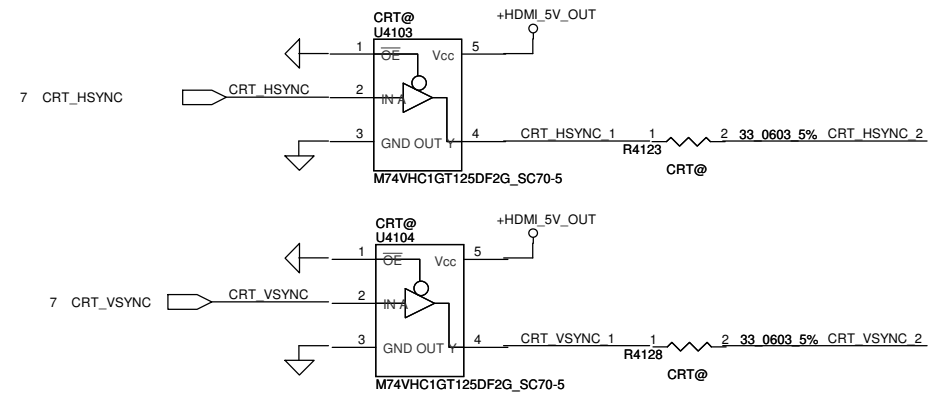 CRT@
U4103
+HDMI_5V_OUT
1 OE Vcc 5
7 CRT_HSYNC CRT_HSYNC 2 IN A
3 GND OUT Y 4 CRT_HSYNC_1 1 2 33_0603_5% CRT_HSYNC_2
R4123
CRT@
M74VHC1GT125DF2G_SC70-5
CRT@
U4104
+HDMI_5V_OUT
1 OE Vcc 5
7 CRT_VSYNC CRT_VSYNC 2 IN A
3 GND OUT Y 4 CRT_VSYNC_1 1 2 33_0603_5% CRT_VSYNC_2
R4128
CRT@
M74VHC1GT125DF2G_SC70-5